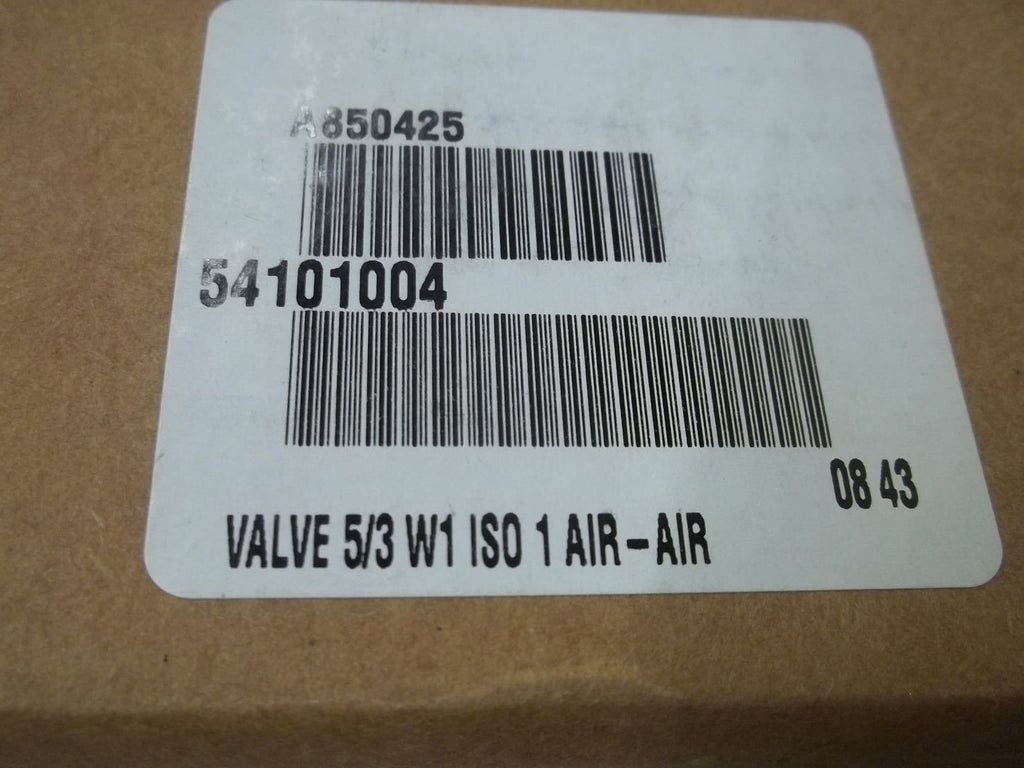 A850425
54101004
08 43
VALVE 5/3 W1 ISO 1 AIR-AIR